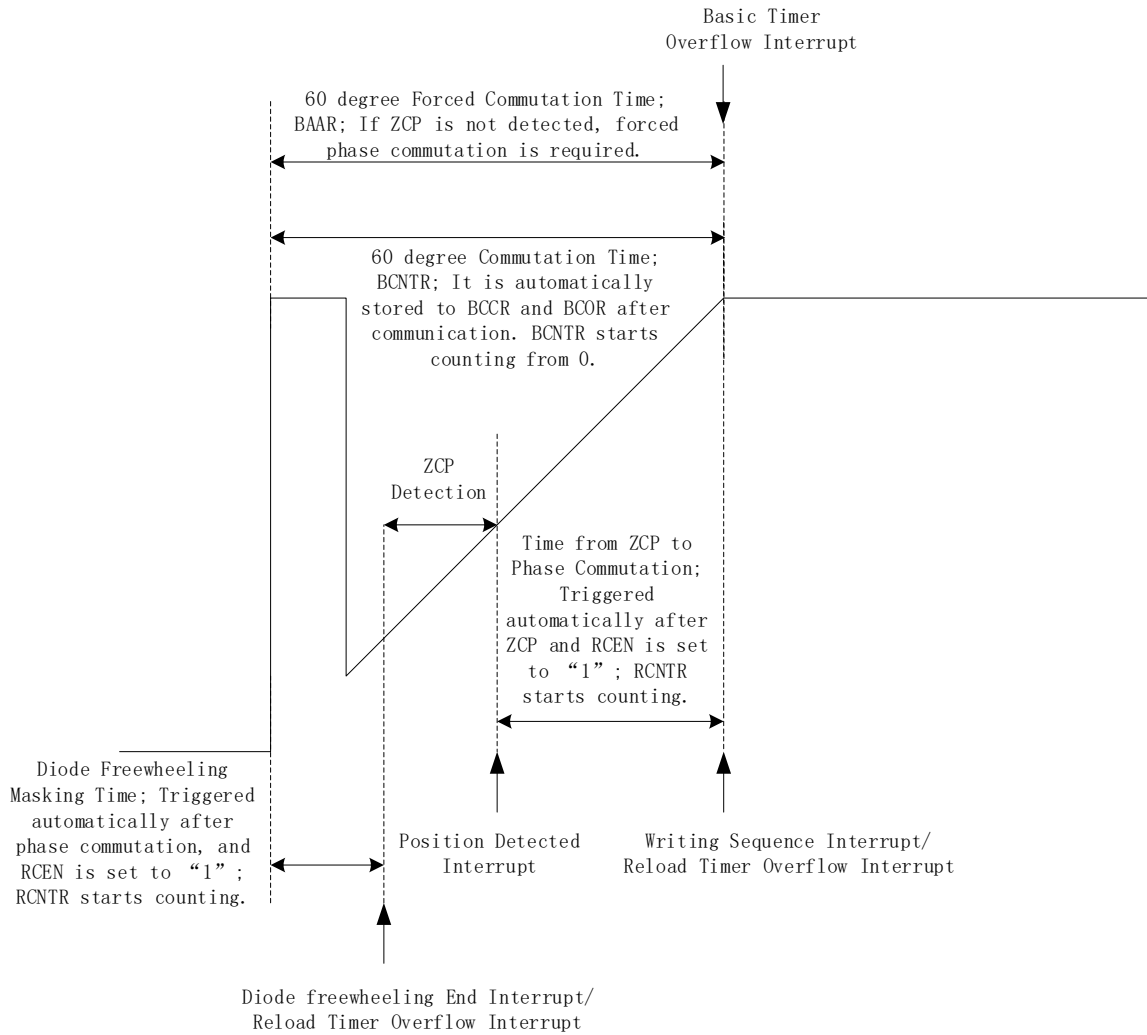 Basic Timer
Overflow Interrupt
60 degree Forced Commutation Time;
BAAR; If ZCP is not detected, forced
phase commutation is required.
60 degree Commutation Time;
BCNTR; It is automatically
stored to BCCR and BCOR after
communication. BCNTR starts
counting from 0.
ZCP
Detection
Time from ZCP to
Phase Commutation;
Triggered
automatically after
ZCP and RCEN is set
to “1”; RCNTR
starts counting.
Diode Freewheeling
Masking Time; Triggered
automatically after
phase commutation, and
RCEN is set to “1”;
RCNTR starts counting.
Position Detected
Interrupt
Writing Sequence Interrupt/
Reload Timer Overflow Interrupt
Diode freewheeling End Interrupt/
Reload Timer Overflow Interrupt